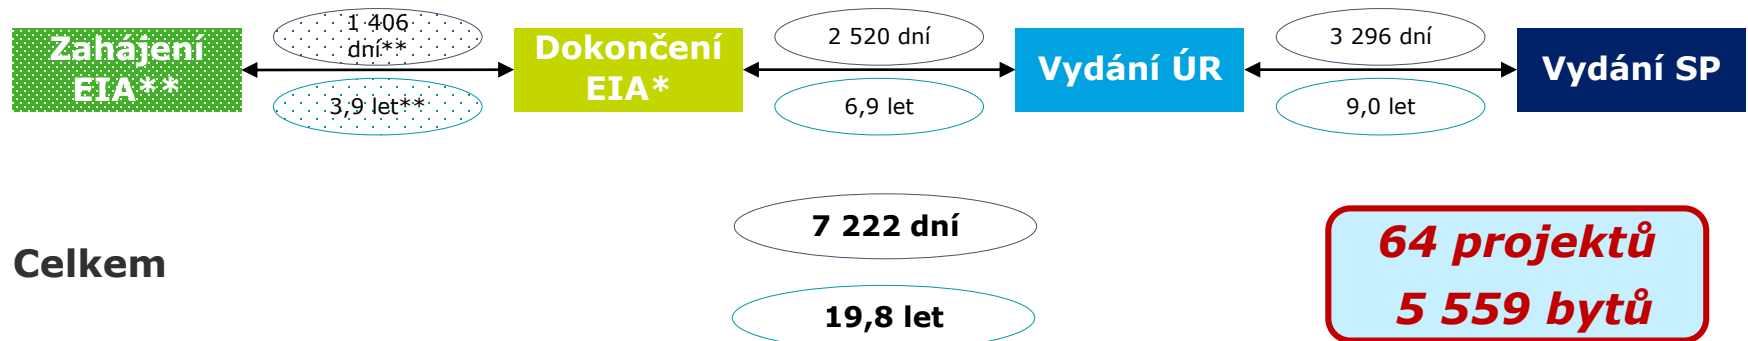 Zahájení
EIA**
1 406
dní**
3,9 let**
Dokončení
EIA*
2 520 dní
6,9 let
Vydání ÚR
3 296 dní
9,0 let
Vydání SP
Celkem
7 222 dní
19,8 let
64 projektů
5 559 bytů